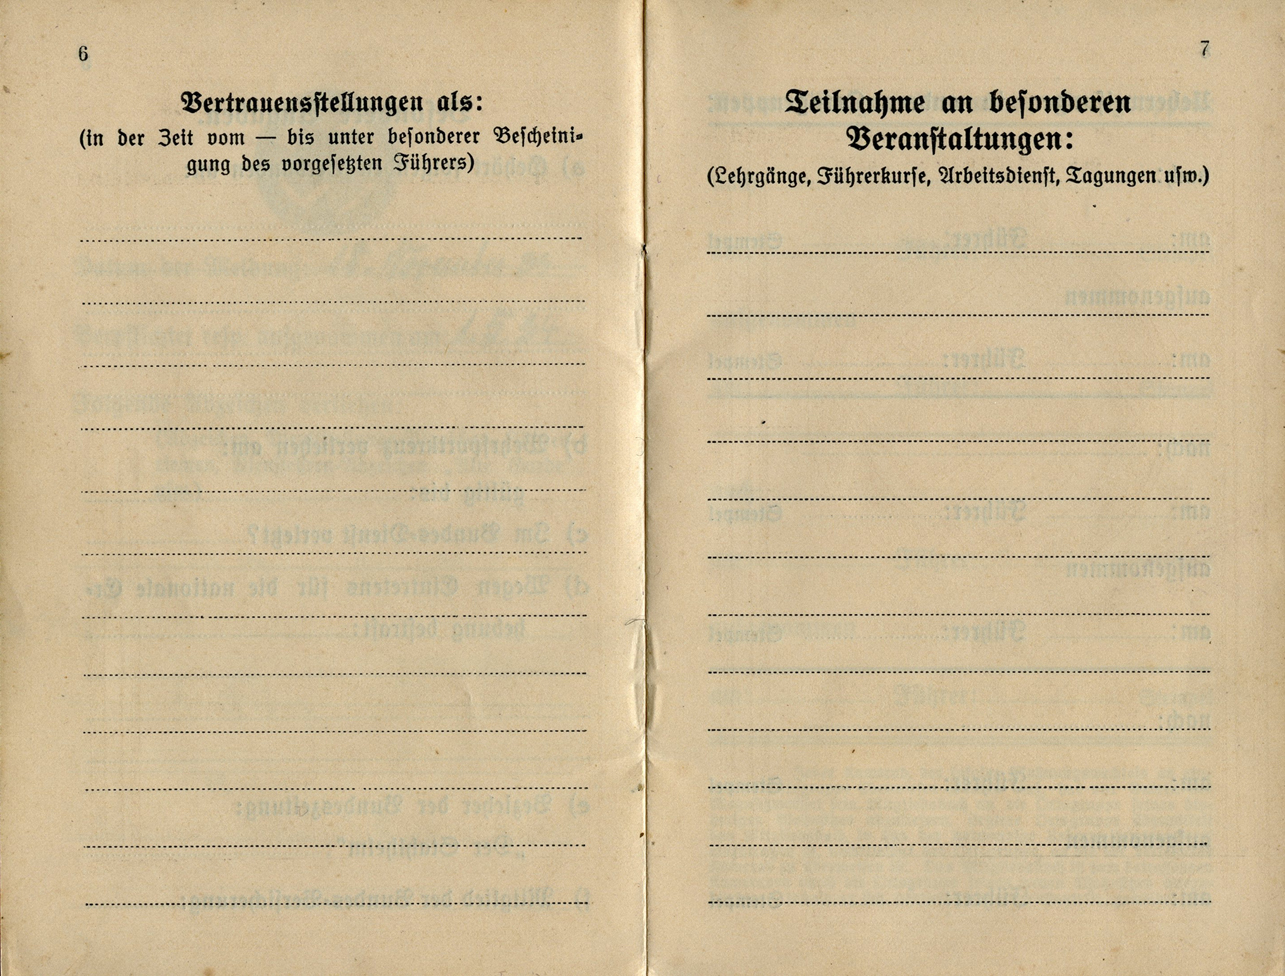 6
Vertrauensstellungen als:
(in der Zeit vom — bis unter besonderer Bescheini-
gung des vorgesetzten Führers)
7
Teilnahme an besonderen
Veranstaltungen:
(Lehrgänge, Führerkurse, Arbeitsdienst, Tagungen usw.)